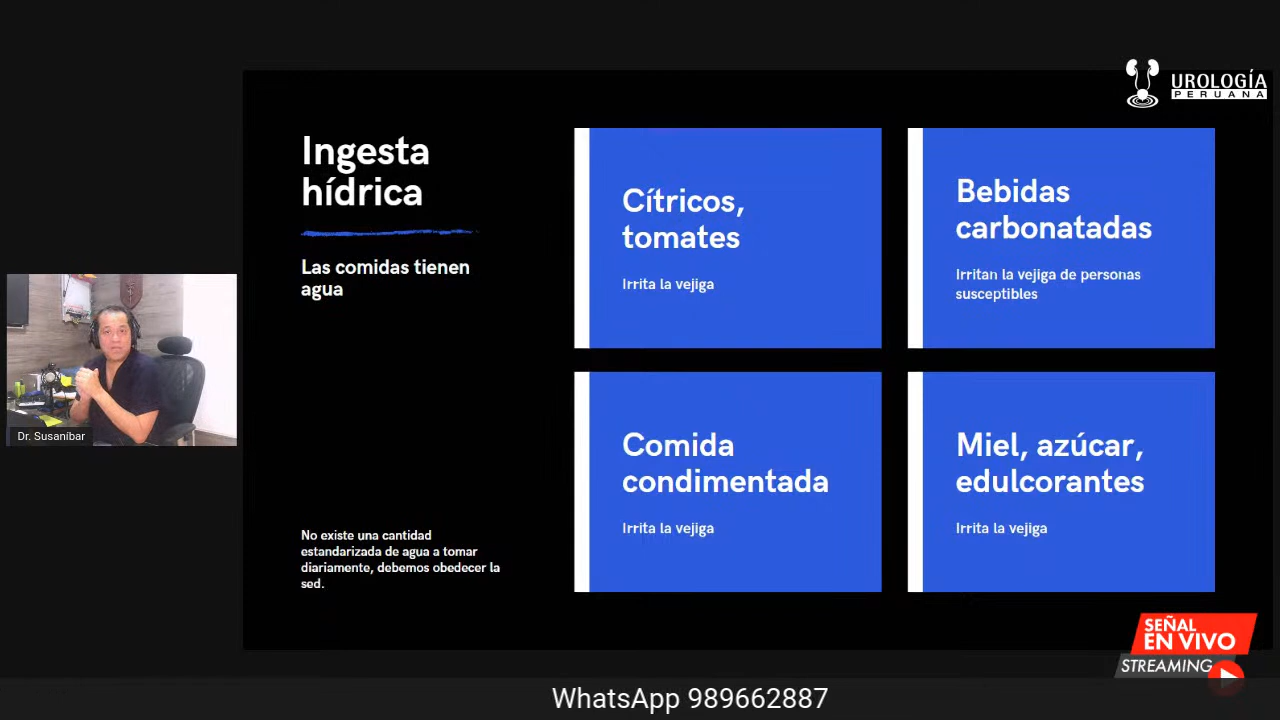 UROLOGÍA
PERUANA
Ingesta
hídrica
Las comidas tienen
agua
No existe una cantidad
estandarizada de agua a tomar
diariamente, debemos obedecer la
sed.
Cítricos,
tomates
Irrita la vejiga
Bebidas
carbonatadas
Irritan la vejiga de personas
susceptibles
Comida
condimentada
Irrita la vejiga
Miel, azúcar,
edulcorantes
Irrita la vejiga
Dr. Susaníbar
SEÑAL
EN VIVO
STREAMING
WhatsApp 989662887